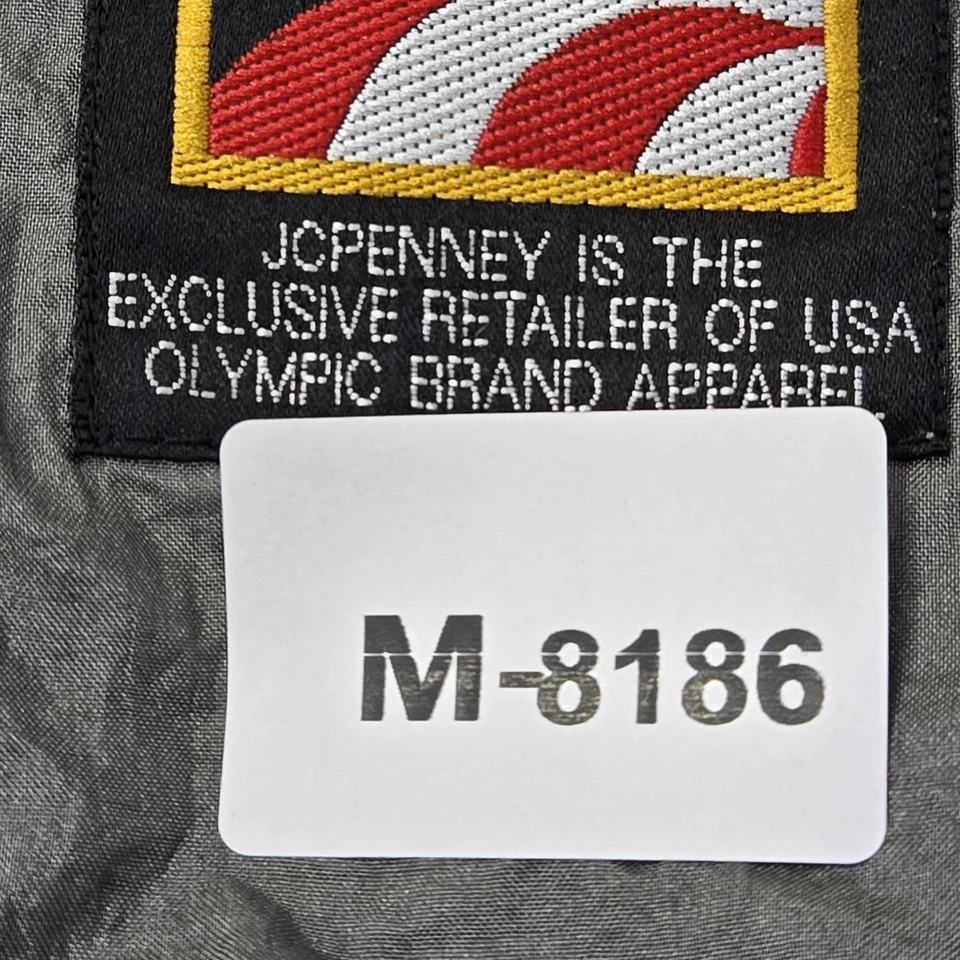 JCPENNEY IS THE
EXCLUSIVE RETAILER OF USA
OLYMPIC BRAND APPAREL
M-8186